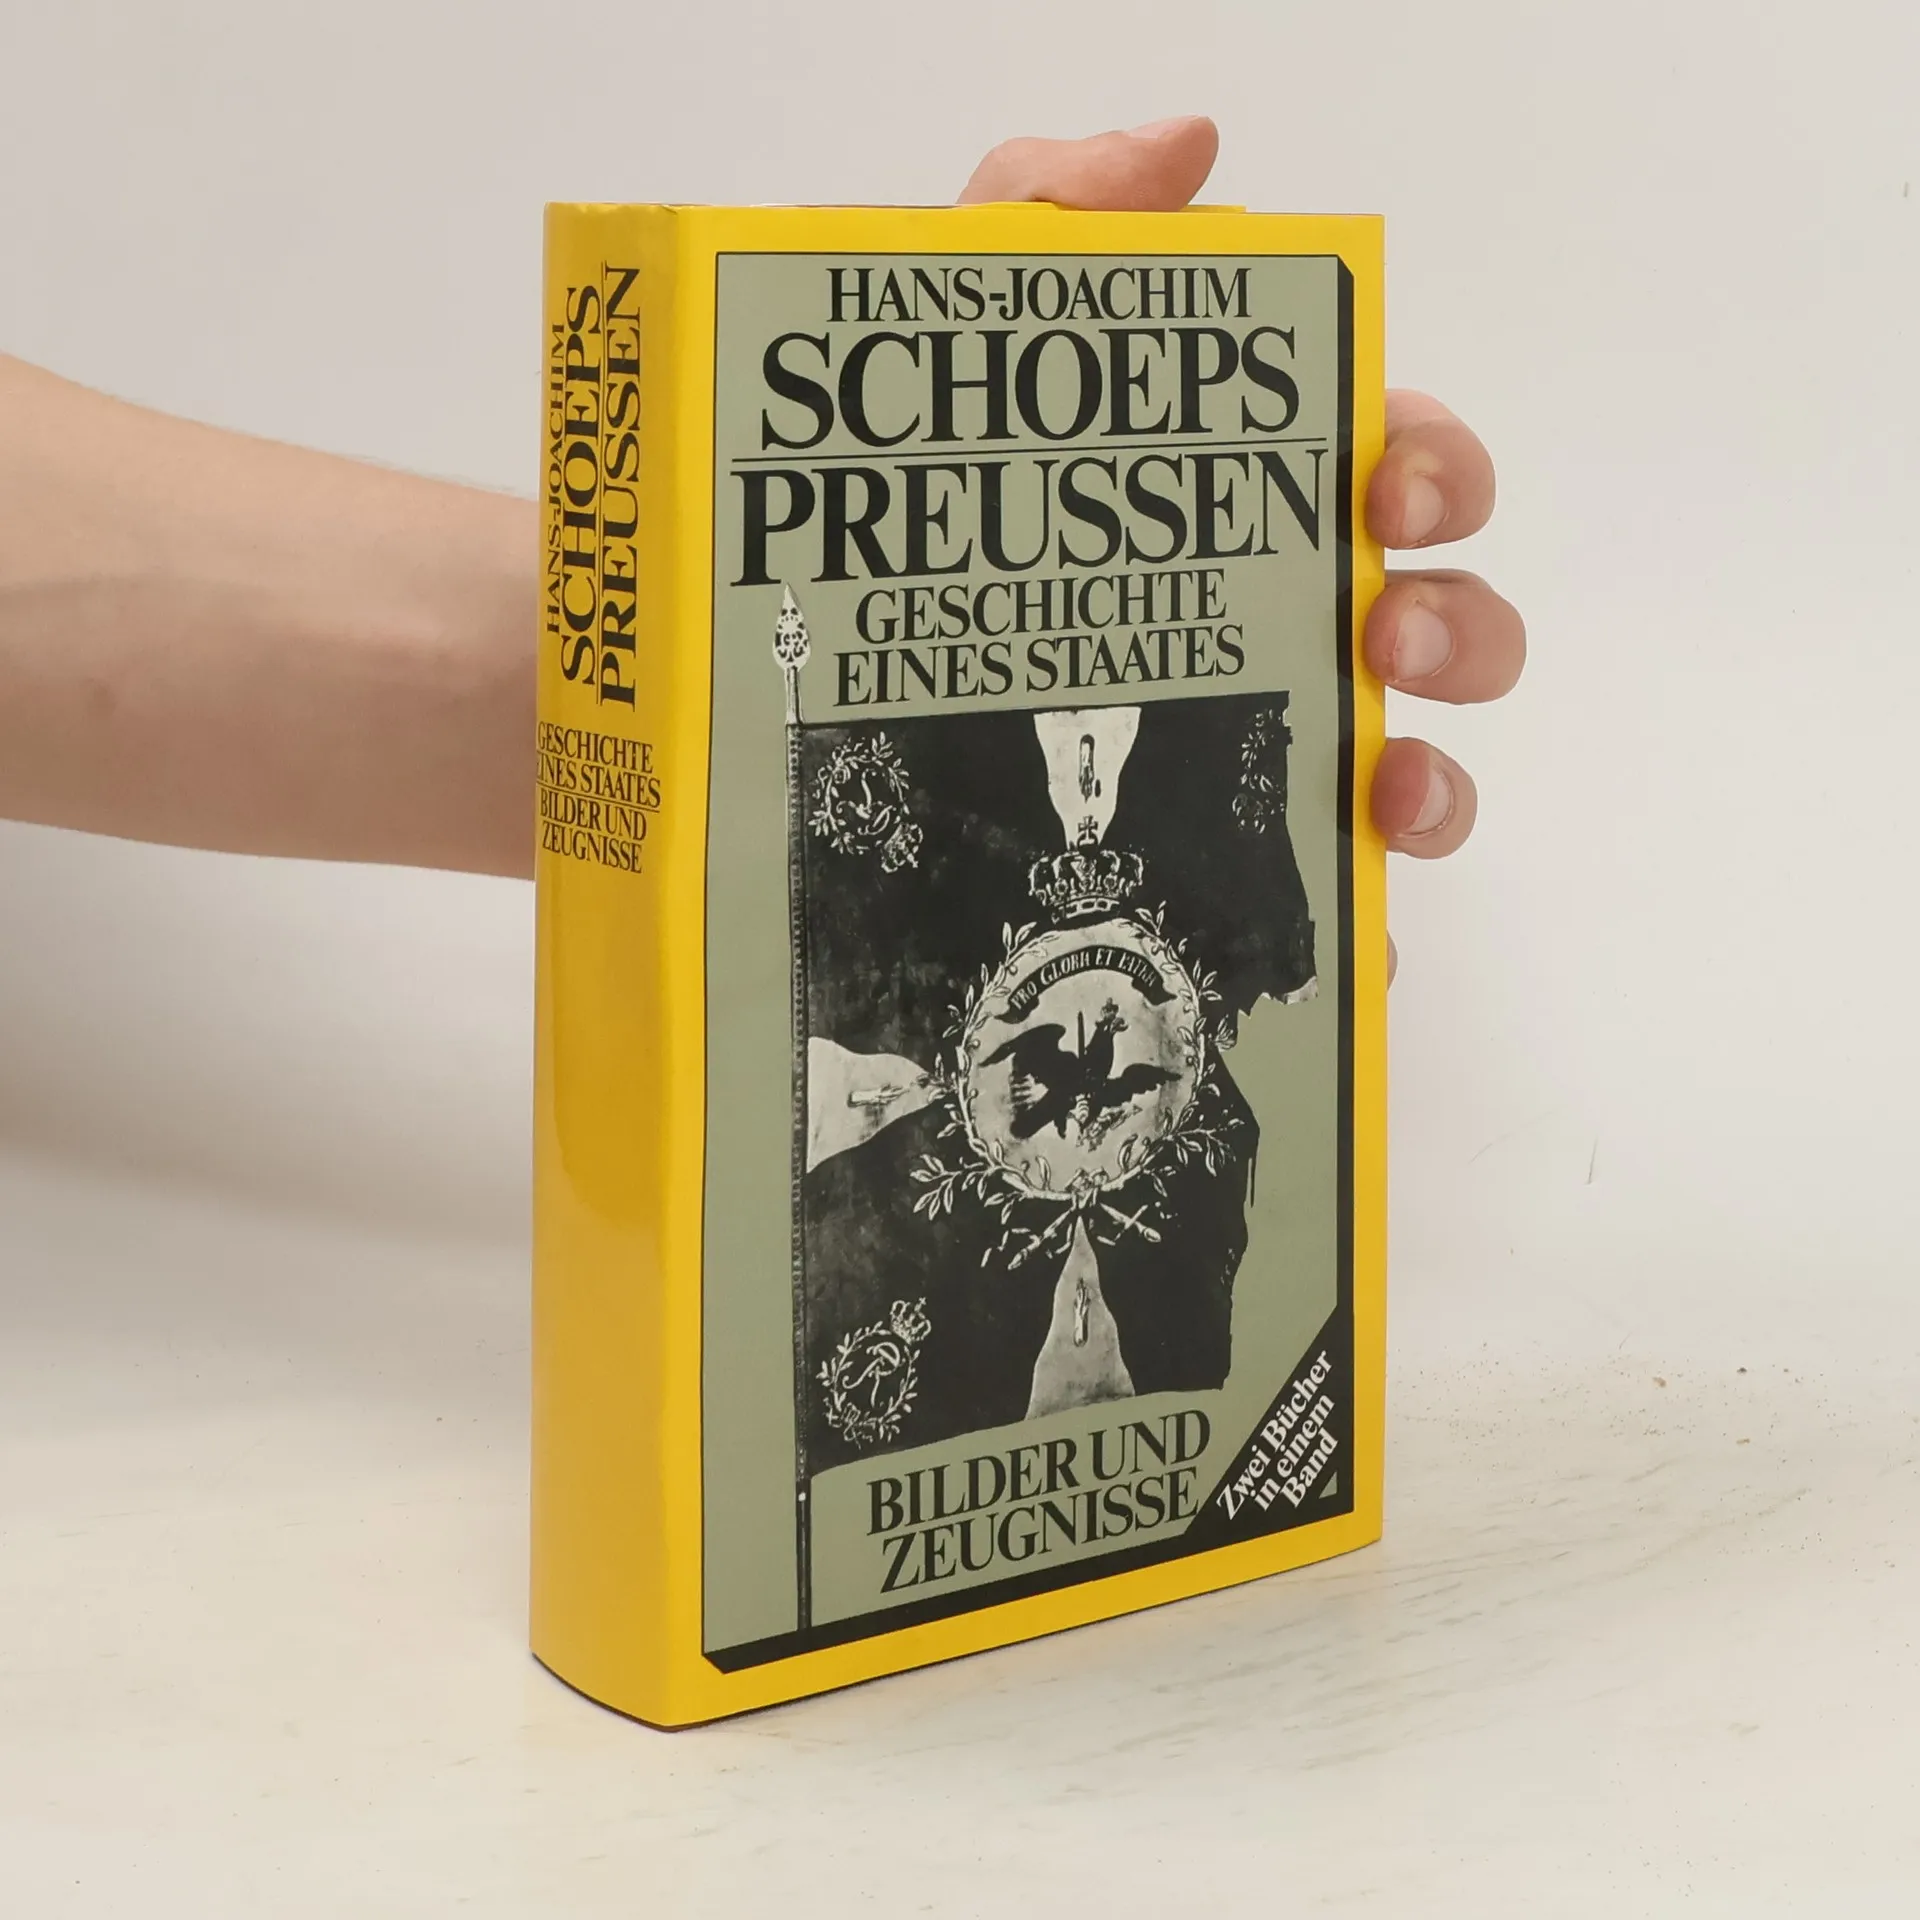 HANS-JOACHIM
SCHOEPS
PREUSSEN
GESCHICHTE
EINES STAATES
BILDER UND
ZEUGNISSE
HANS-JOACHIM
SCHOEPS
PREUSSEN
GESCHICHTE
EINES STAATES
PRO GLORIA ET PATRIA
BILDER UND
ZEUGNISSE
Zwei Bücher
in einem
Band